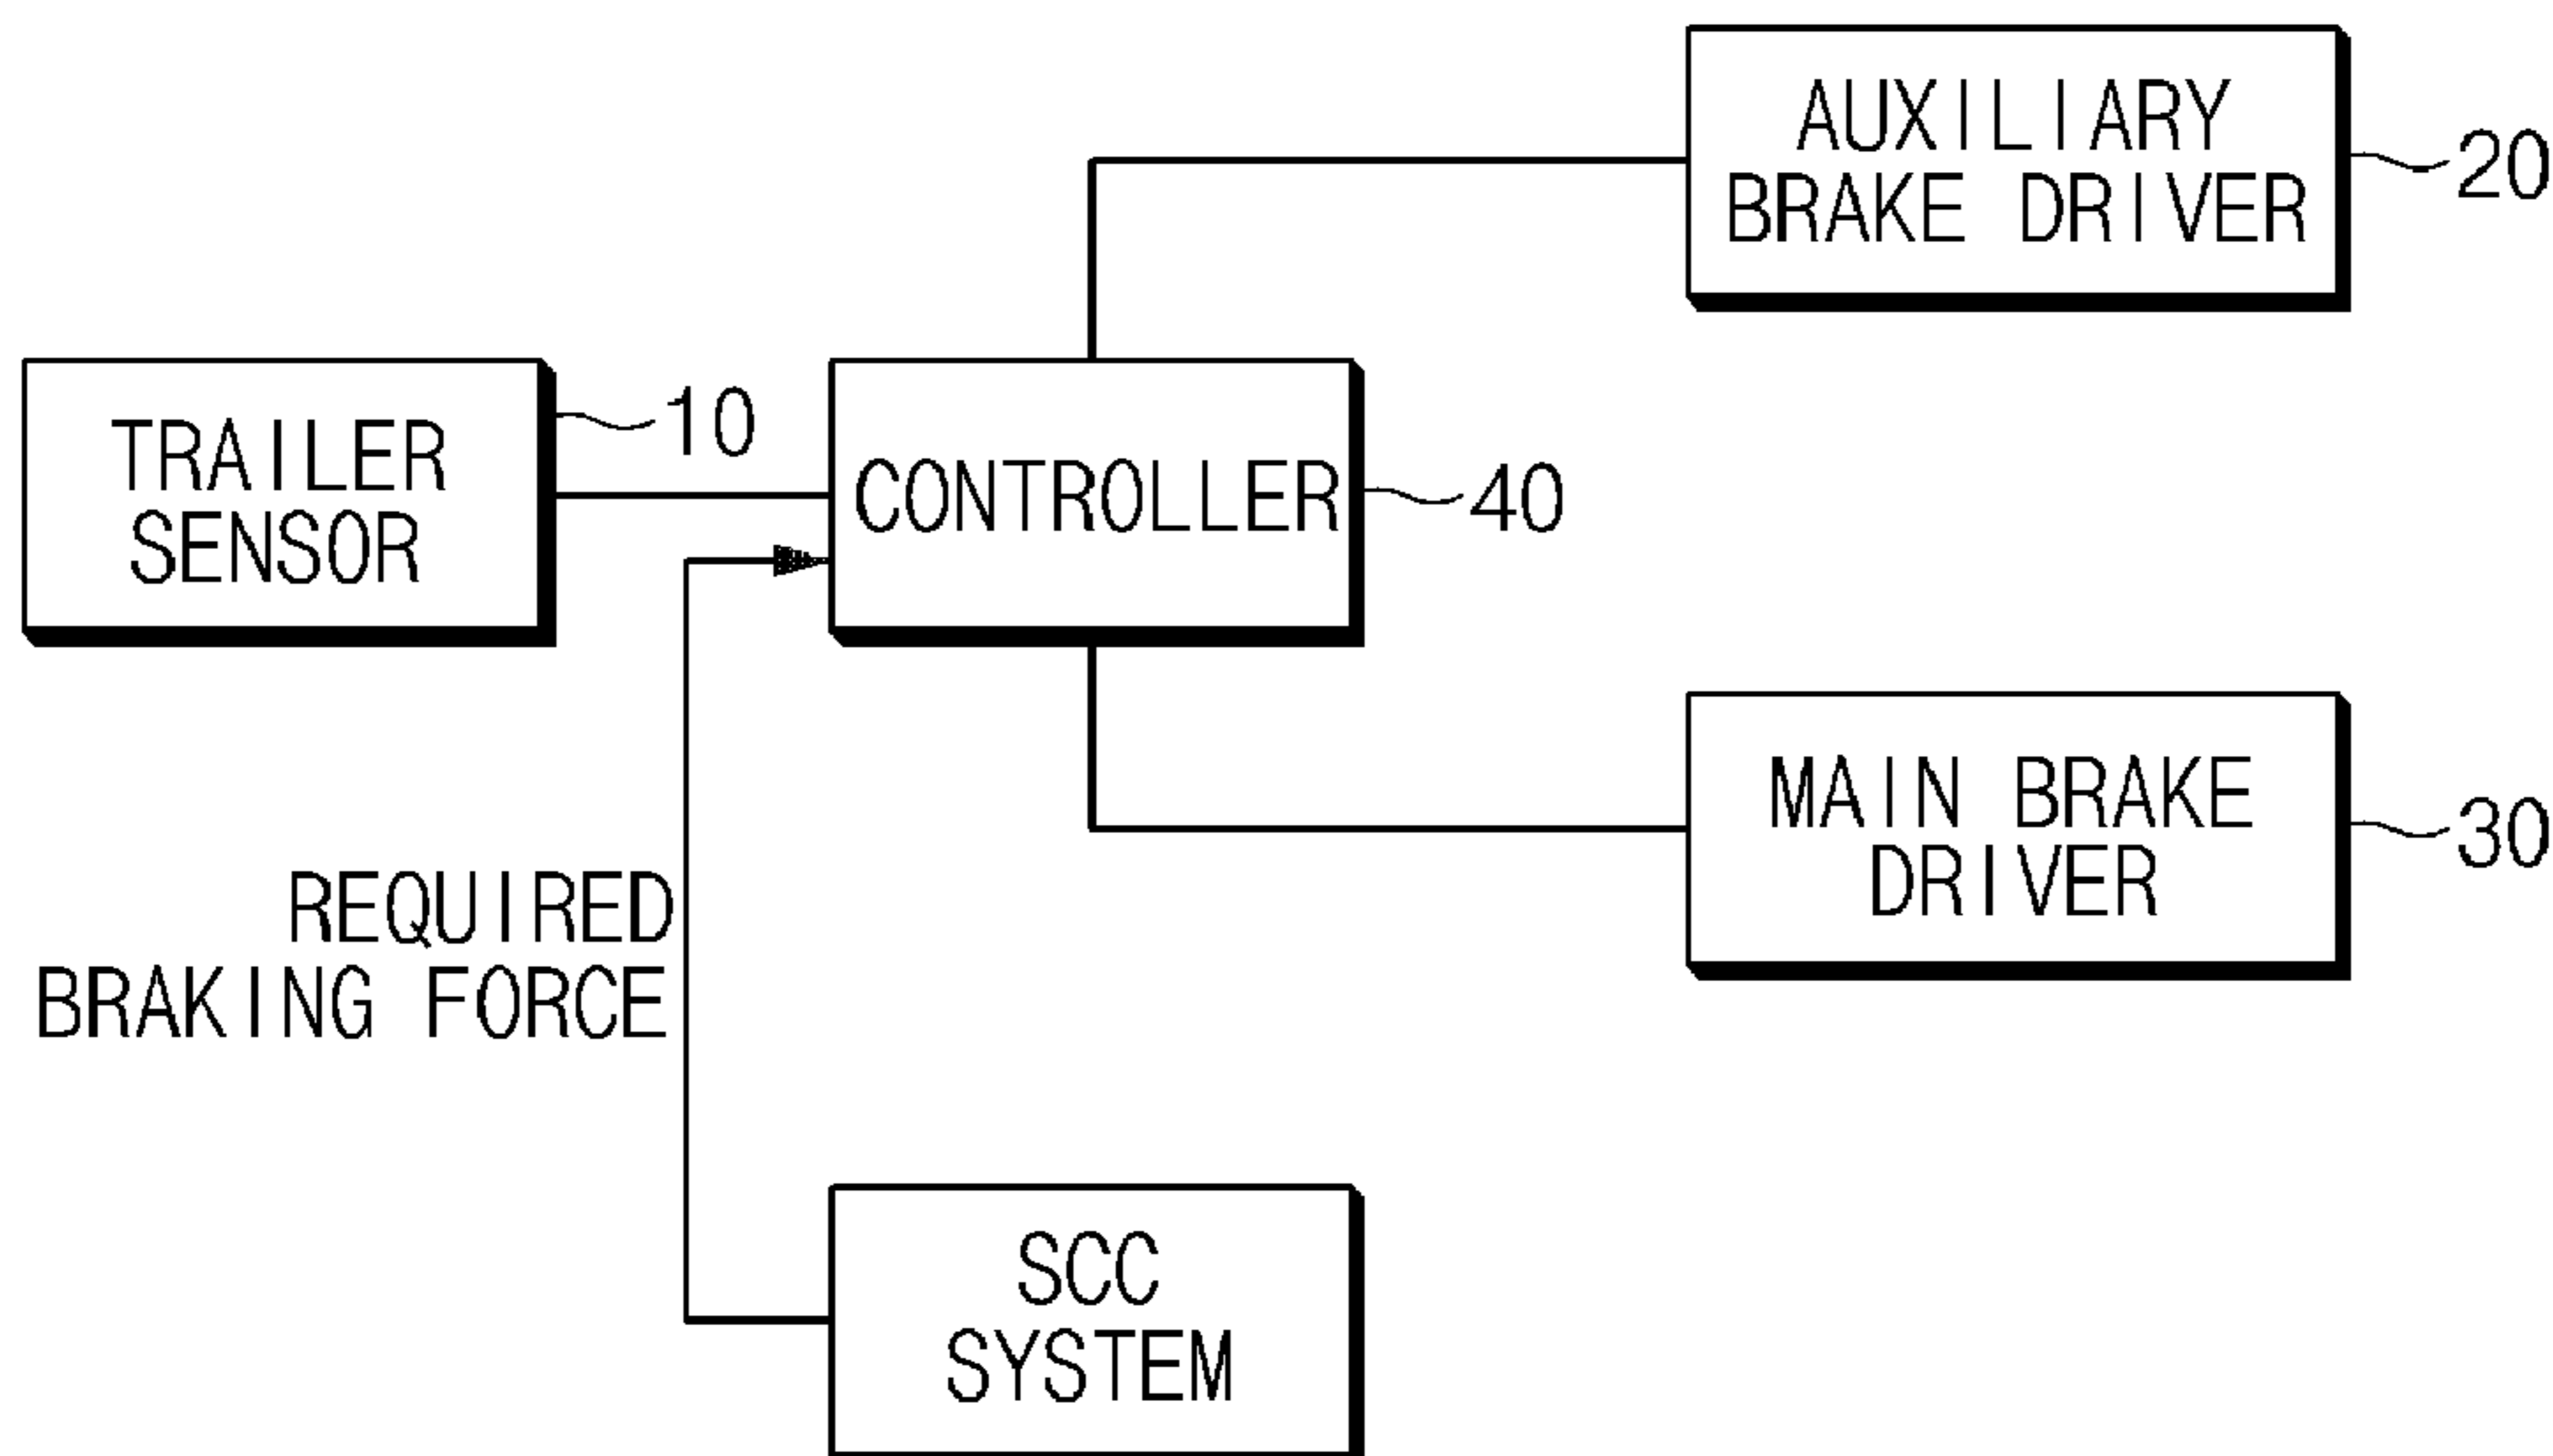 AUXILIARY
BRAKE DRIVER
20
TRAILER
SENSOR
10
CONTROLLER
40
MAIN BRAKE
DRIVER
30
REQUIRED
BRAKING FORCE
SCC
SYSTEM